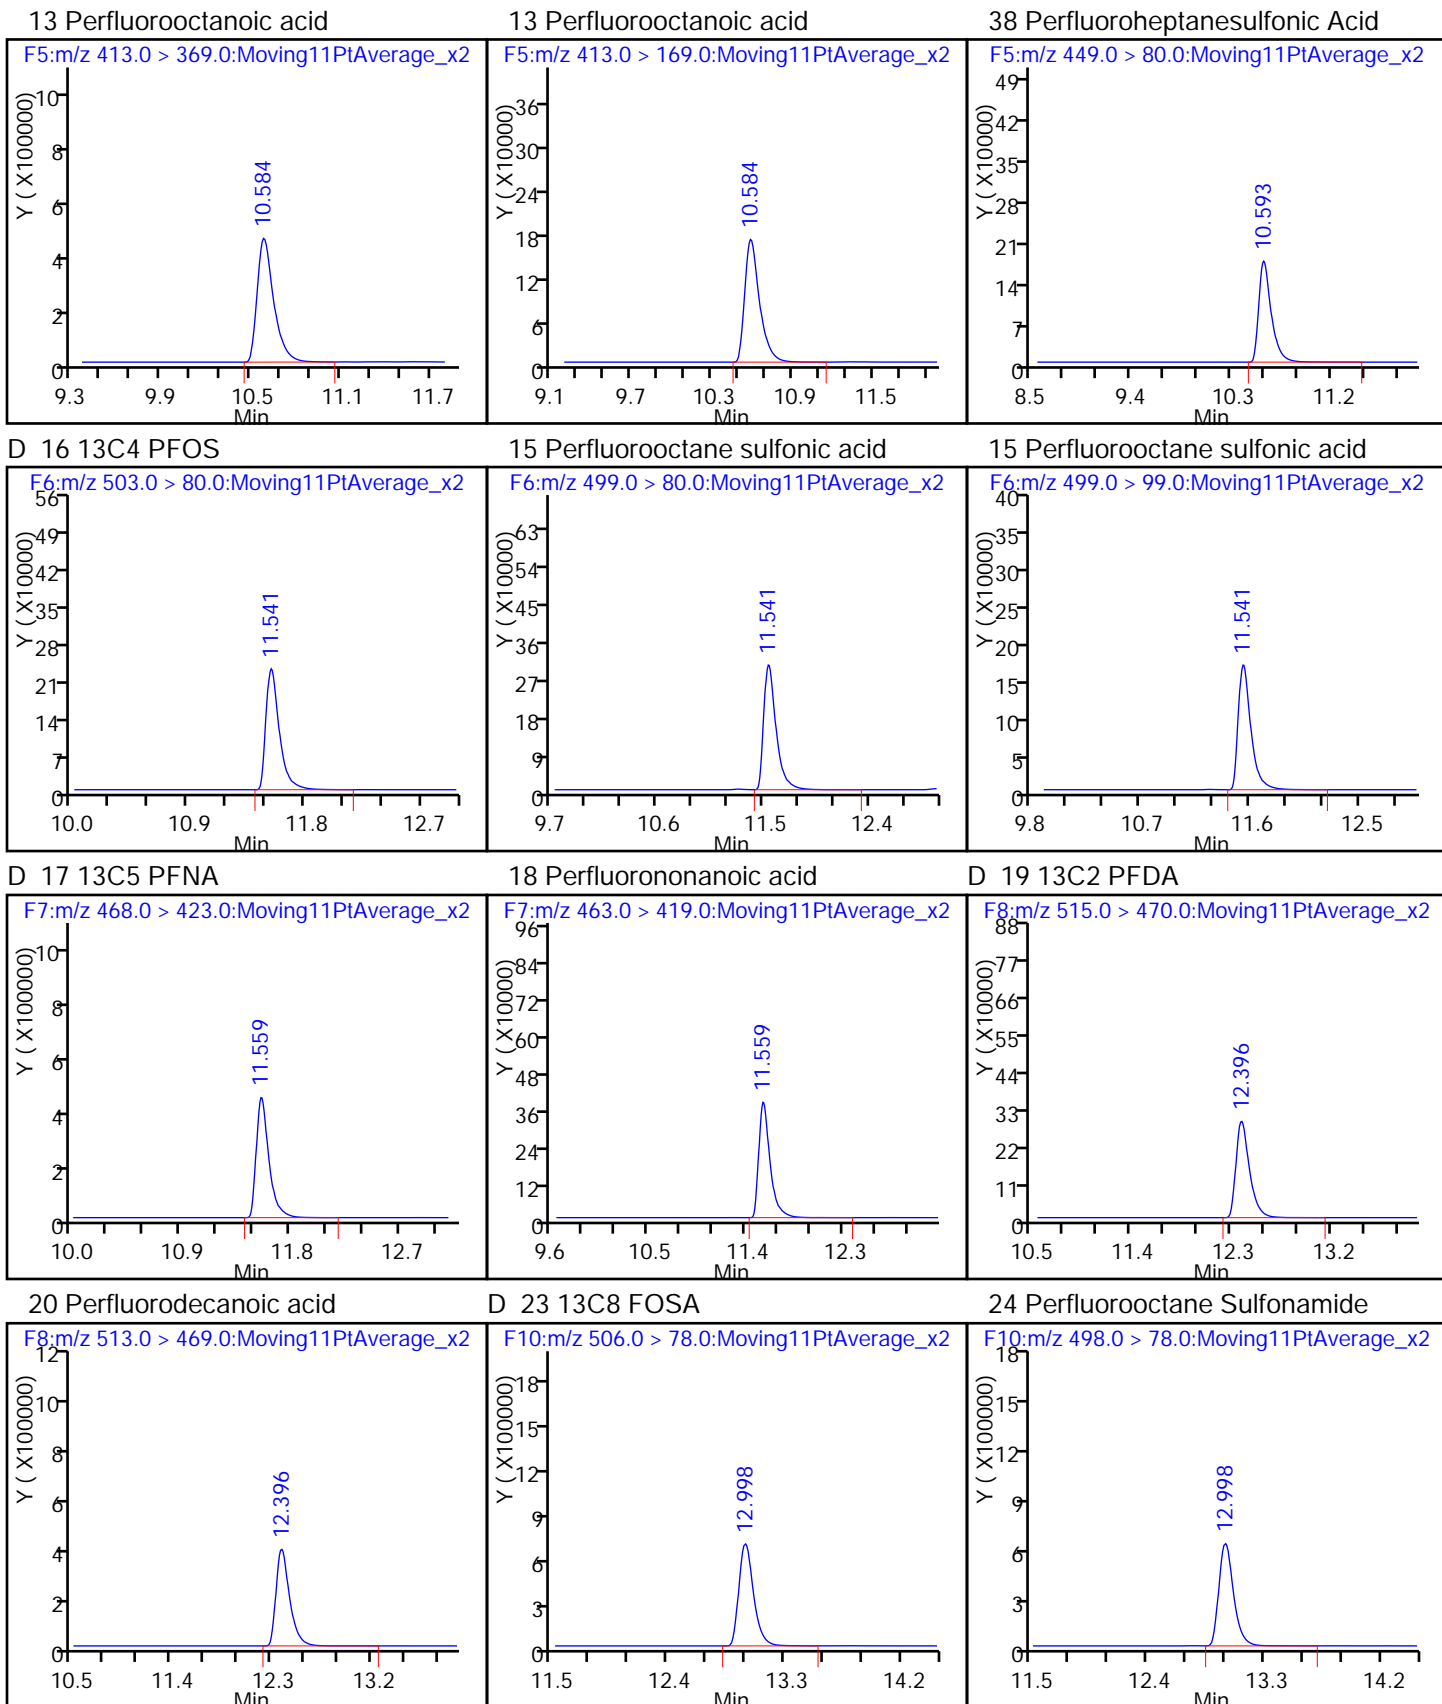 13 Perfluorooctanoic acid
F5:m/z 413.0 > 369.0:Moving11PtAverage_x2
Y ( X100000)
10
8
6
4
2
0
10.584
9.3 9.9 10.5 11.1 11.7
Min
13 Perfluorooctanoic acid
F5:m/z 413.0 > 169.0:Moving11PtAverage_x2
Y ( X10000)
36
30
24
18
12
6
0
10.584
9.1 9.7 10.3 10.9 11.5
Min
38 Perfluoroheptanesulfonic Acid
F5:m/z 449.0 > 80.0:Moving11PtAverage_x2
Y ( X10000)
49
42
35
28
21
14
7
0
10.593
8.5 9.4 10.3 11.2
Min
D 16 13C4 PFOS
F6:m/z 503.0 > 80.0:Moving11PtAverage_x2
Y ( X10000)
56
49
42
35
28
21
14
7
0
11.541
10.0 10.9 11.8 12.7
Min
15 Perfluorooctane sulfonic acid
F6:m/z 499.0 > 80.0:Moving11PtAverage_x2
Y ( X10000)
63
54
45
36
27
18
9
0
11.541
9.7 10.6 11.5 12.4
Min
15 Perfluorooctane sulfonic acid
F6:m/z 499.0 > 99.0:Moving11PtAverage_x2
Y ( X10000)
40
35
30
25
20
15
10
5
0
11.541
9.8 10.7 11.6 12.5
Min
D 17 13C5 PFNA
F7:m/z 468.0 > 423.0:Moving11PtAverage_x2
Y ( X100000)
10
8
6
4
2
0
11.559
10.0 10.9 11.8 12.7
Min
18 Perfluorononanoic acid
F7:m/z 463.0 > 419.0:Moving11PtAverage_x2
Y ( X10000)
96
84
72
60
48
36
24
12
0
11.559
9.6 10.5 11.4 12.3
Min
D 19 13C2 PFDA
F8:m/z 515.0 > 470.0:Moving11PtAverage_x2
Y ( X10000)
88
77
66
55
44
33
22
11
0
12.396
10.5 11.4 12.3 13.2
Min
20 Perfluorodecanoic acid
F8:m/z 513.0 > 469.0:Moving11PtAverage_x2
Y ( X100000)
12
10
8
6
4
2
0
12.396
10.5 11.4 12.3 13.2
Min
D 23 13C8 FOSA
F10:m/z 506.0 > 78.0:Moving11PtAverage_x2
Y ( X100000)
18
15
12
9
6
3
0
12.998
11.5 12.4 13.3 14.2
Min
24 Perfluorooctane Sulfonamide
F10:m/z 498.0 > 78.0:Moving11PtAverage_x2
Y ( X100000)
18
15
12
9
6
3
0
12.998
11.5 12.4 13.3 14.2
Min